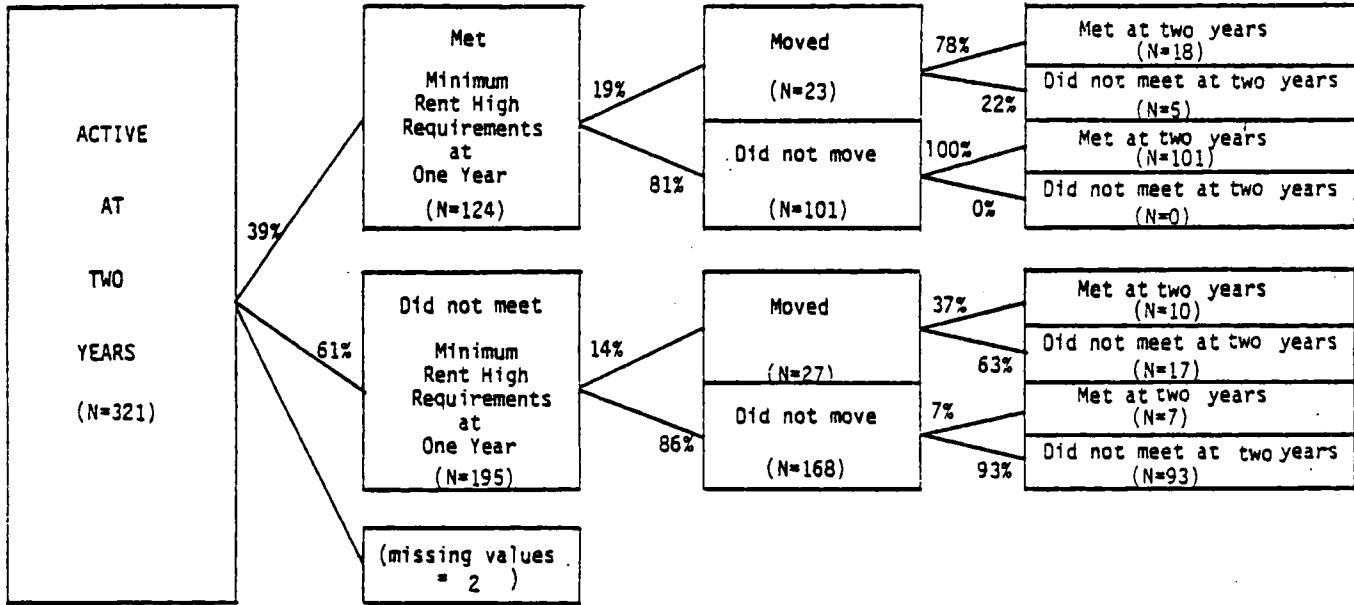 ACTIVE
AT
TWO
YEARS
(N=321)
39%
61%
Met
Minimum
Rent High
Requirements
at
One Year
(N=124)
19%
81%
Did not meet
Minimum
Rent High
Requirements
at
One Year
(N=195)
14%
86%
(missing values
= 2 )
Moved
(N=23)
78%
22%
Did not move
(N=101)
100%
0%
Moved
(N=27)
37%
63%
Did not move
(N=168)
7%
93%
Met at two years
(N=18)
Did not meet at two years
(N=5)
Met at two years
(N=101)
Did not meet at two years
(N=0)
Met at two years
(N=10)
Did not meet at two years
(N=17)
Met at two years
(N=7)
Did not meet at two years
(N=93)